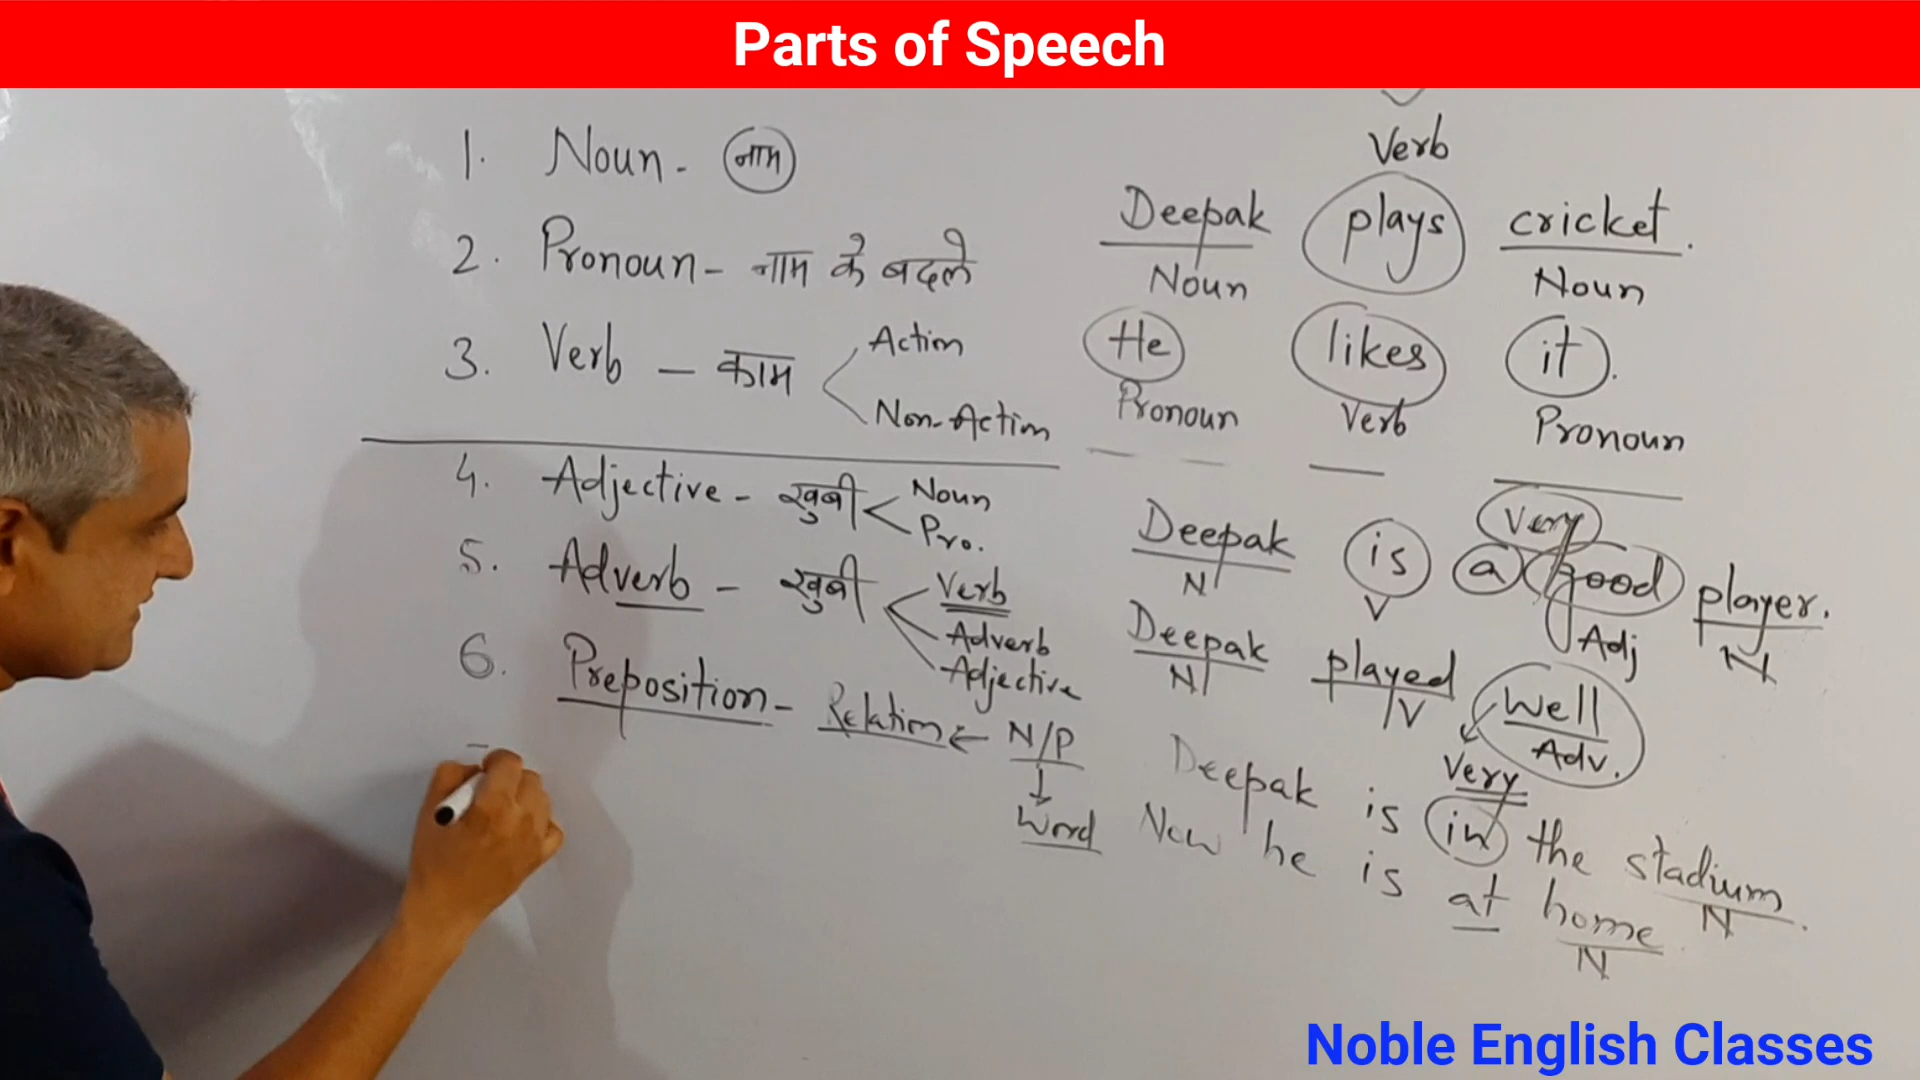 Parts of Speech
1. Noun - नाम
2. Pronoun - नाम के बदले
3. Verb - काम
Action
Non-Action
4. Adjective - खुबी
Noun
Pro.
5. Adverb - खुबी
Verb
Adverb
Adjective
6. Preposition - Relation ← N/P
↓
Word
Verb
Deepak plays cricket.
Noun Noun
He likes it.
Pronoun Verb Pronoun
very
Deepak is a good player.
N V Adj N
Deepak played well
N V Adv.
very
Deepak is in the stadium.
N
Now he is at home.
N
Noble English Classes